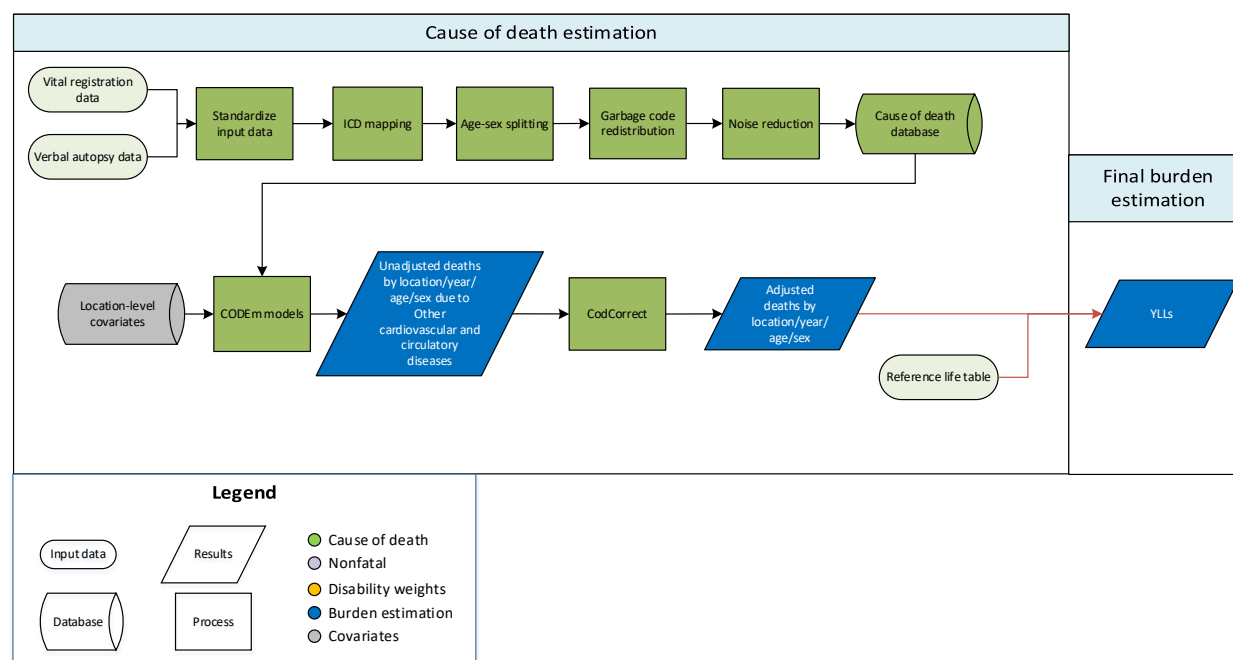 Cause of death estimation
Vital registration
data
Verbal autopsy data
Standardize
input data
ICD mapping
Age-sex splitting
Garbage code
redistribution
Noise reduction
Cause of death
database
Final burden
estimation
Location-level
covariates
CODEm models
Unadjusted deaths
by location/year/
age/sex due to
Other
cardiovascular and
circulatory
diseases
CodCorrect
Adjusted
deaths by
location/year/
age/sex
Reference life table
YLLs
Legend
Input data
Results
Database
Process
Cause of death
Nonfatal
Disability weights
Burden estimation
Covariates